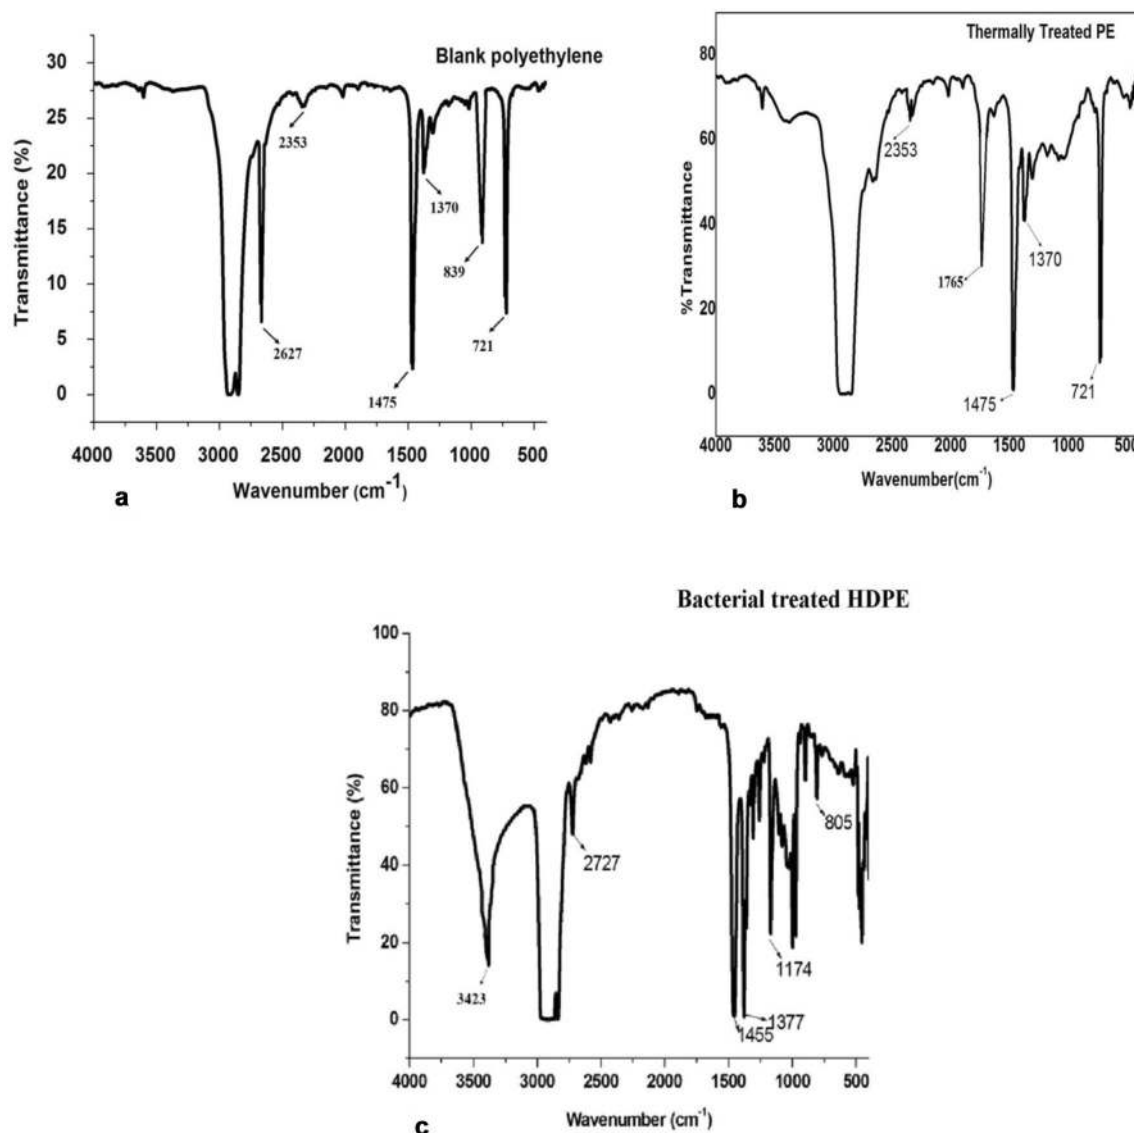 Blank polyethylene
Transmittance (%)
30
25
20
15
10
5
0
2353
1370
839
2627
721
1475
4000 3500 3000 2500 2000 1500 1000 500
Wavenumber (cm-1)
a
Thermally Treated PE
% Transmittance
80
60
40
20
0
2353
1765
1370
1475
721
4000 3500 3000 2500 2000 1500 1000 500
Wavenumber(cm-1)
b
Bacterial treated HDPE
Transmittance (%)
100
80
60
40
20
0
805
2727
1174
3423
1377
1455
4000 3500 3000 2500 2000 1500 1000 500
Wavenumber (cm-1)
c